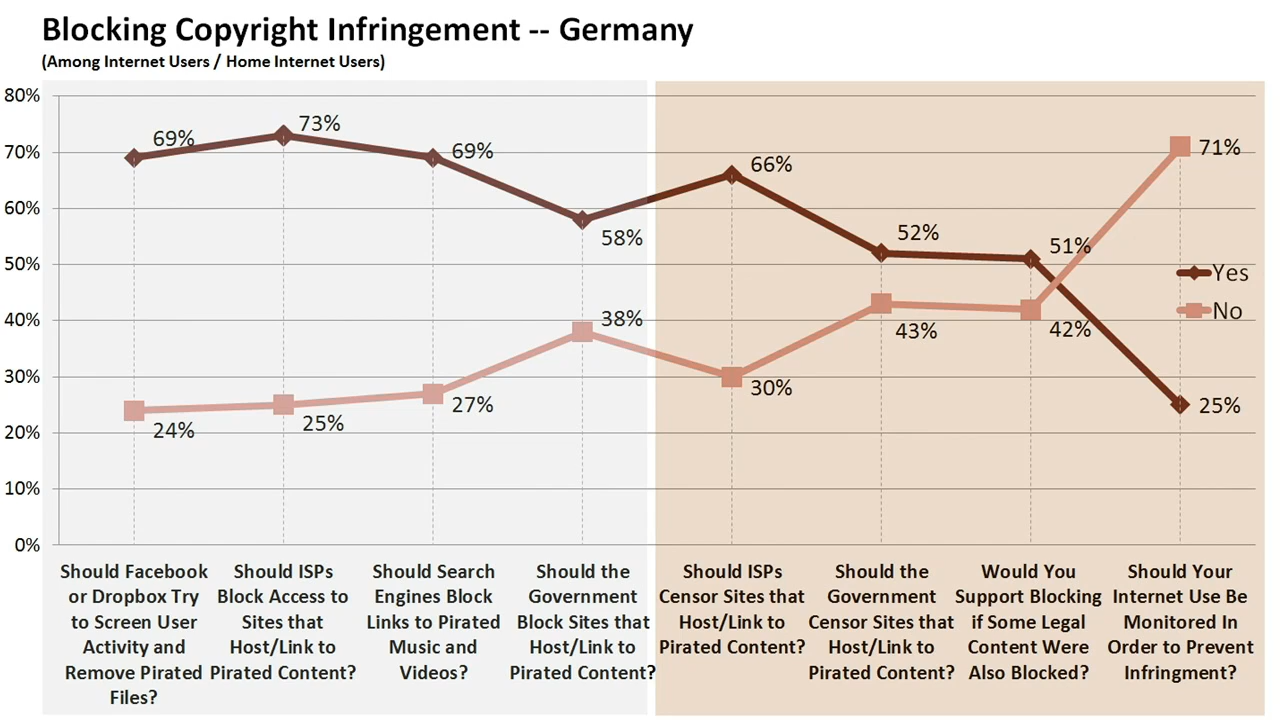 Blocking Copyright Infringement -- Germany
(Among Internet Users / Home Internet Users)
80%
70%
60%
50%
40%
30%
20%
10%
0%
69%
73%
69%
58%
66%
52%
51%
25%
24%
25%
27%
38%
30%
43%
42%
71%
Yes
No
Should Facebook
or Dropbox Try
to Screen User
Activity and
Remove Pirated
Files?
Should ISPs
Block Access to
Sites that
Host/Link to
Pirated Content?
Should Search
Engines Block
Links to Pirated
Music and
Videos?
Should the
Government
Block Sites that
Host/Link to
Pirated Content?
Should ISPs
Censor Sites that
Host/Link to
Pirated Content?
Should the
Government
Censor Sites that
Host/Link to
Pirated Content?
Would You
Support Blocking
if Some Legal
Content Were
Also Blocked?
Should Your
Internet Use Be
Monitored In
Order to Prevent
Infringment?